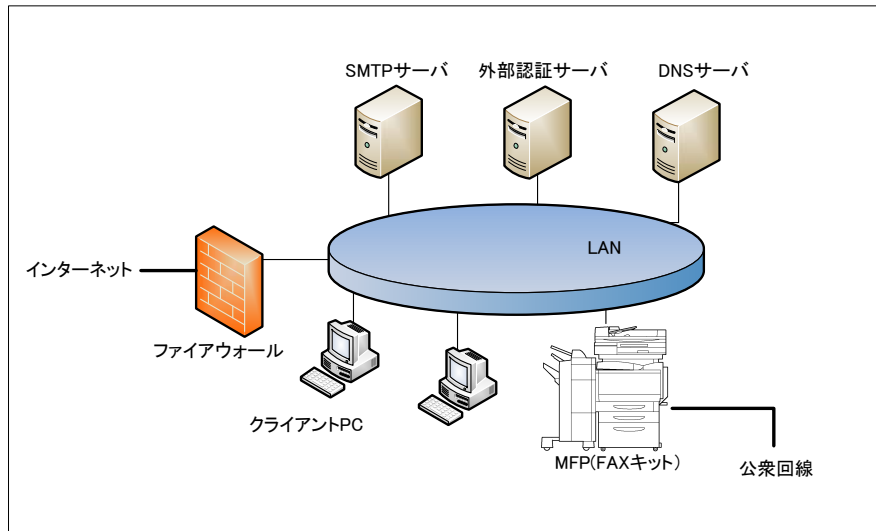 SMTPサーバ
外部認証サーバ
DNSサーバ
LAN
インターネット
ファイアウォール
クライアントPC
MFP(FAXキット)
公衆回線